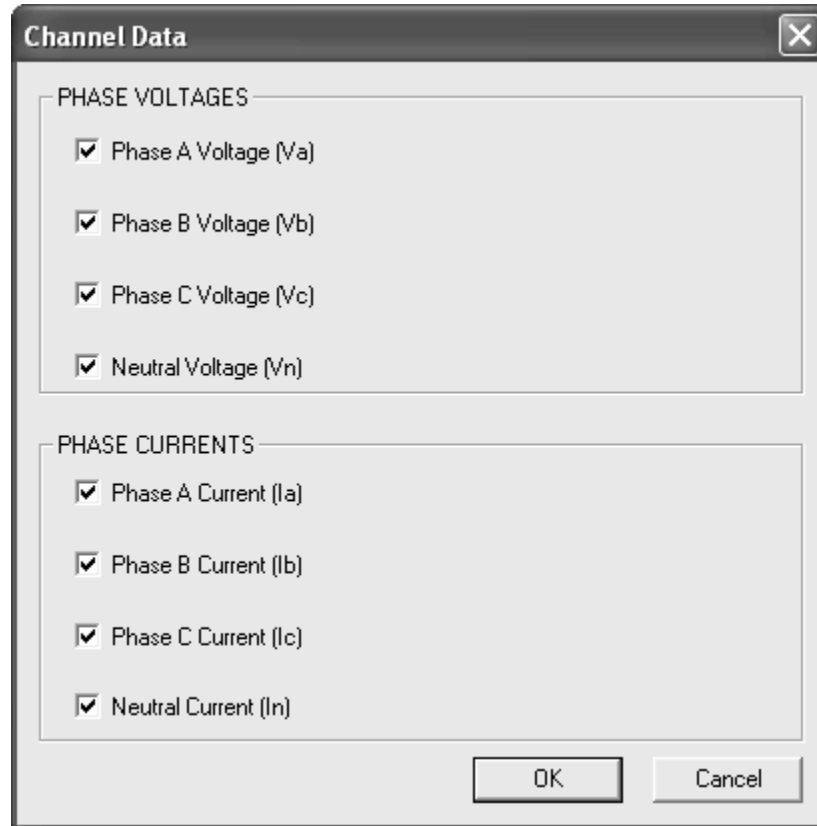 Channel Data
PHASE VOLTAGES
Phase A Voltage (Va)
Phase B Voltage (Vb)
Phase C Voltage (Vc)
Neutral Voltage (Vn)
PHASE CURRENTS
Phase A Current (Ia)
Phase B Current (Ib)
Phase C Current (Ic)
Neutral Current (In)
OK Cancel